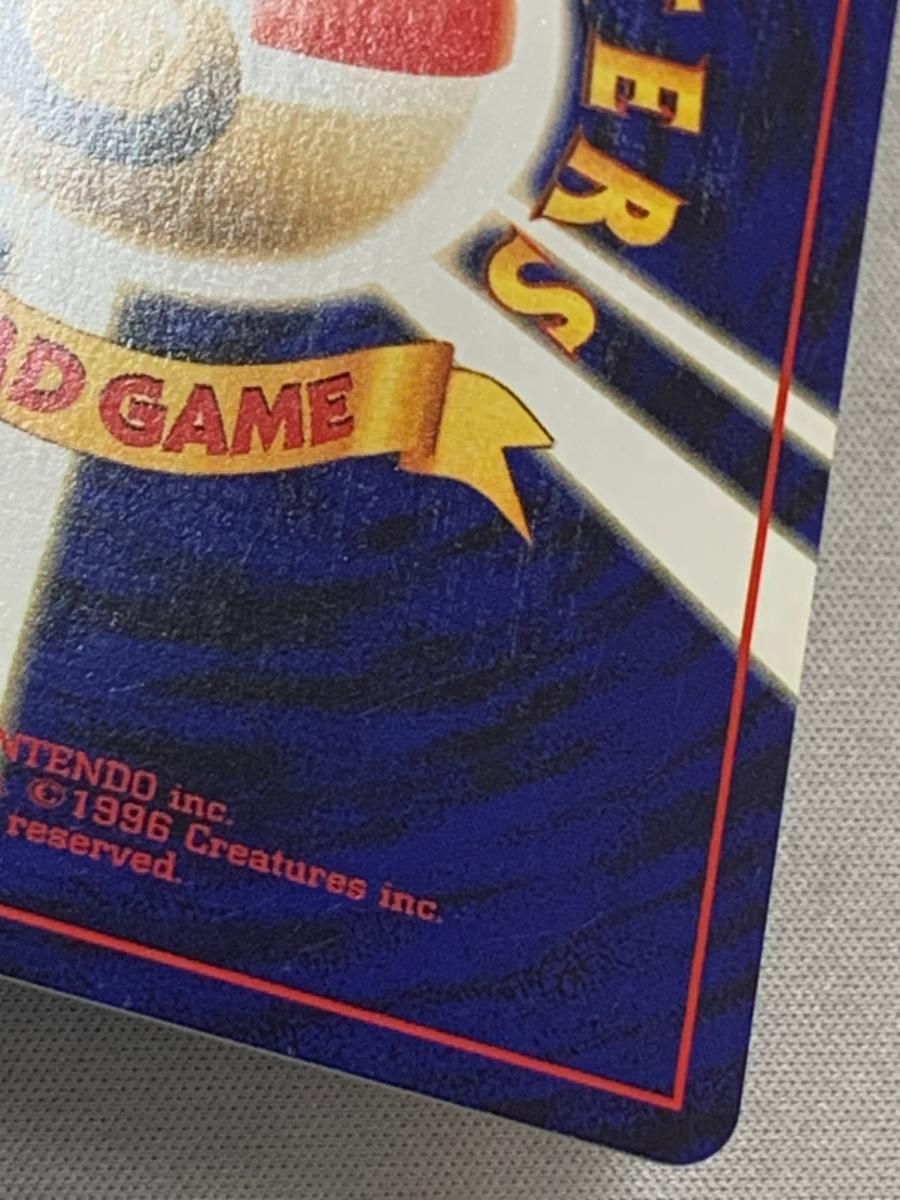 ERS
D GAME
NTENDO inc.
©1996 Creatures inc.
reserved.